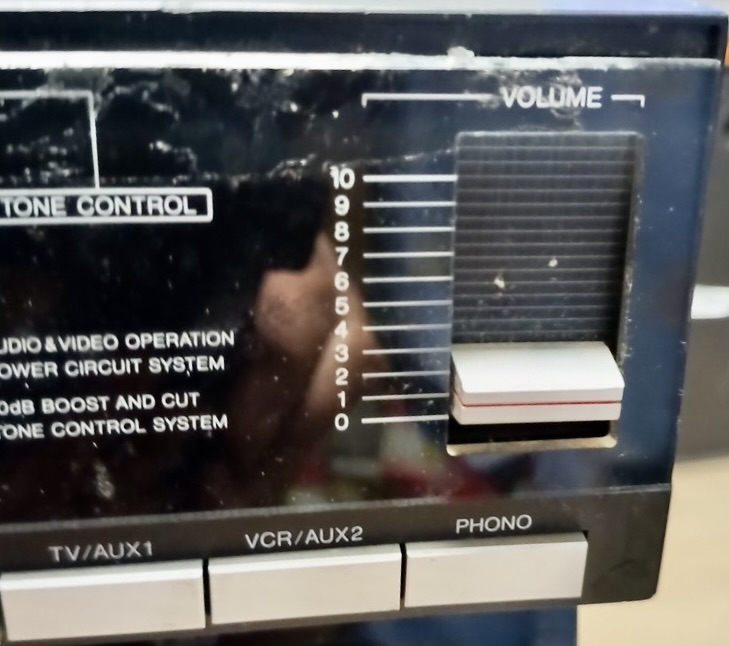 VOLUME
TONE CONTROL
10
9
8
7
6
5
4
3
2
1
0
UDIO & VIDEO OPERATION
OWER CIRCUIT SYSTEM
0dB BOOST AND CUT
TONE CONTROL SYSTEM
TV/AUX1
VCR/AUX2
PHONO